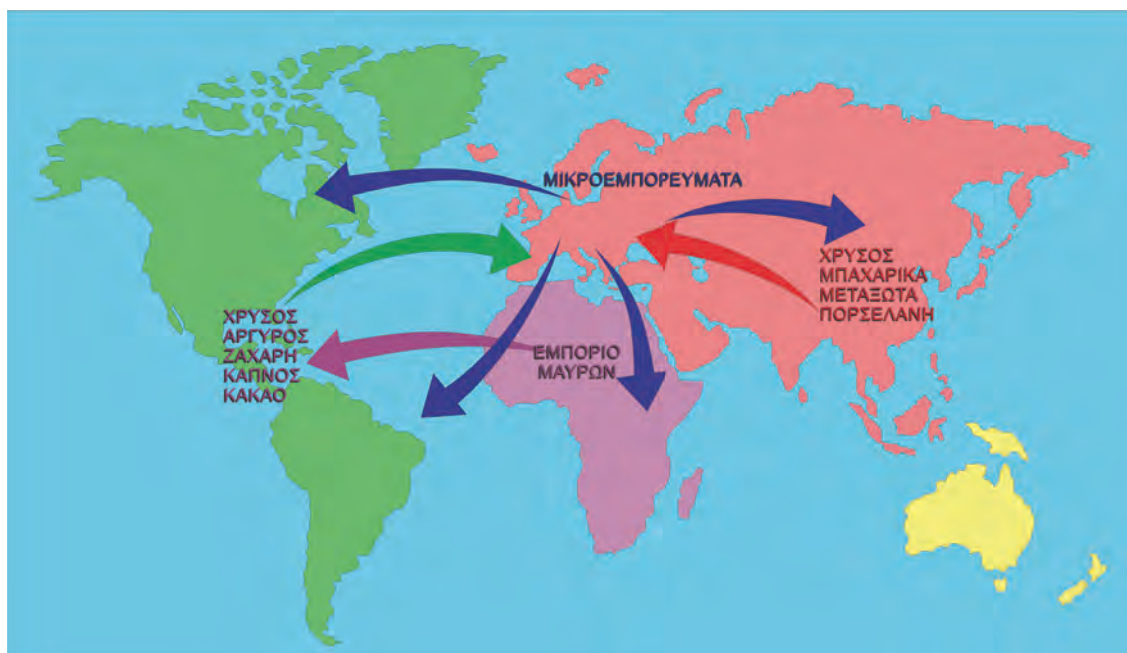 ΜΙΚΡΟΕΜΠΟΡΕΥΜΑΤΑ
ΧΡΥΣΟΣ
ΜΠΑΧΑΡΙΚΑ
ΜΕΤΑΞΩΤΑ
ΠΟΡΣΕΛΑΝΗ
ΧΡΥΣΟΣ
ΑΡΓΥΡΟΣ
ΖΑΧΑΡΗ
ΚΑΠΝΟΣ
ΚΑΚΑΟ
ΕΜΠΟΡΙΟ
ΜΑΥΡΩΝ